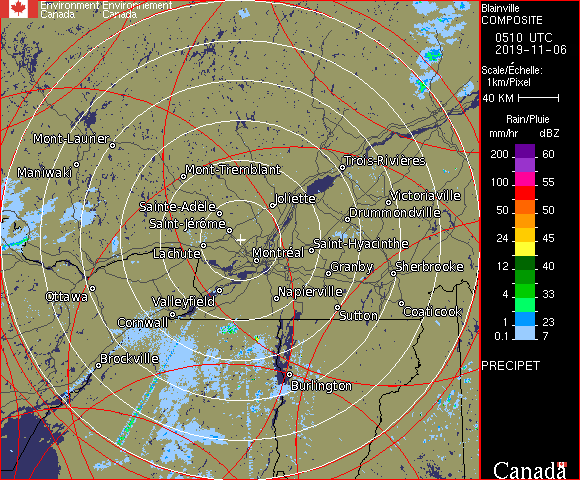 Environment Environnement
Canada Canada
Blainville
COMPOSITE
0510 UTC
2019-11-06
Scale/Échelle:
1km/Pixel
40 KM
Rain/Pluie
mm/hr dBZ
200 60
100 55
50 50
24 45
12 40
4 33
1 23
0.1 7
PRECIPET
Canada
Mont-Laurier
Maniwaki
Mont-Tremblant
Trois-Rivières
Joliette
Victoriaville
Sainte-Adèle
Drummondville
Saint-Jérôme
Lachute
Saint-Hyacinthe
Montréal
Granby
Sherbrooke
Ottawa
Valleyfield
Napierville
Cornwall
Sutton
Coaticook
Brockville
Burlington